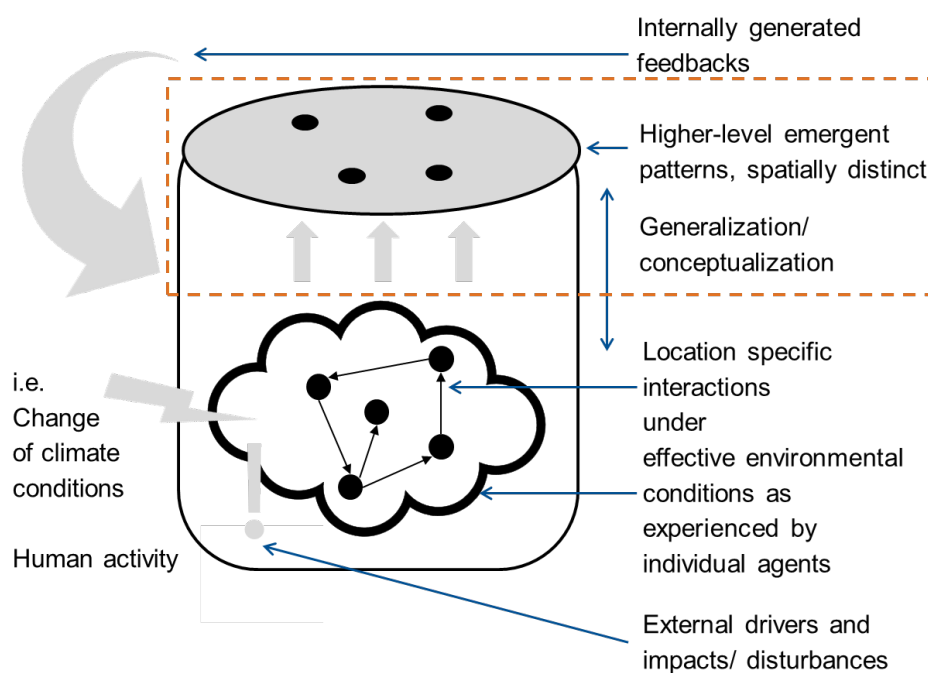 Internally generated
feedbacks
Higher-level emergent
patterns, spatially distinct
Generalization/
conceptualization
Location specific
interactions
under
effective environmental
conditions as
experienced by
individual agents
External drivers and
impacts/ disturbances
i.e.
Change
of climate
conditions
Human activity